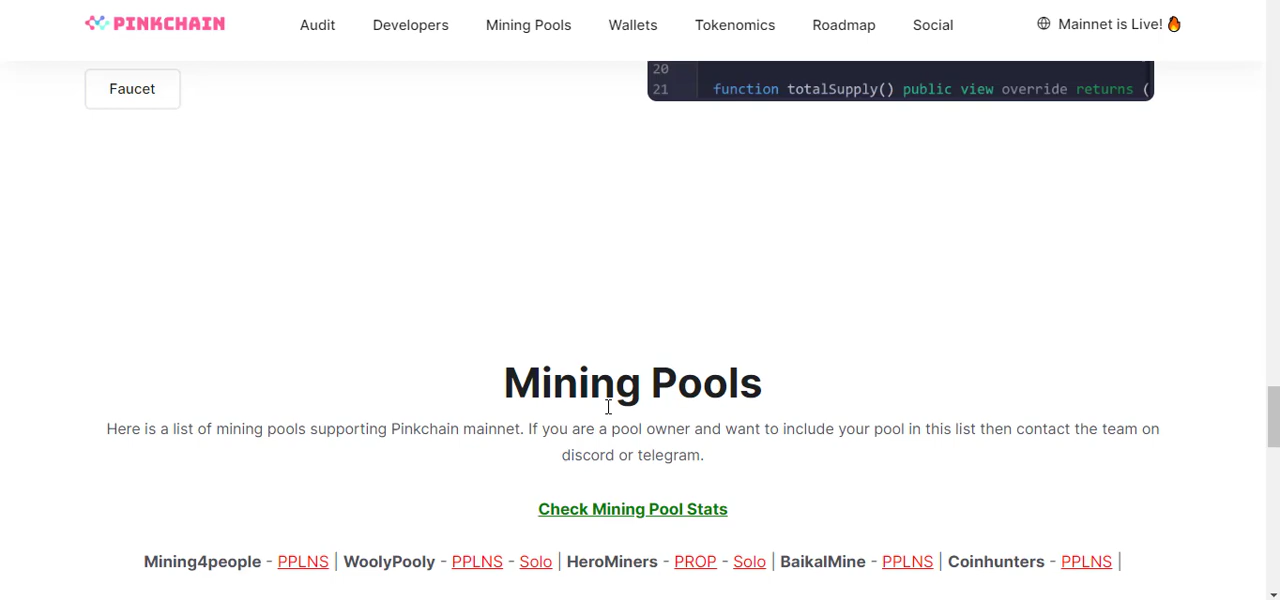 PINKCHAIN Audit Developers Mining Pools Wallets Tokenomics Roadmap Social Mainnet is Live!
Faucet
20
21 function totalSupply() public view override returns (
Mining Pools
Here is a list of mining pools supporting Pinkchain mainnet. If you are a pool owner and want to include your pool in this list then contact the team on
discord or telegram.
Check Mining Pool Stats
Mining4people - PPLNS | WoolyPooly - PPLNS - Solo | HeroMiners - PROP - Solo | BaikalMine - PPLNS | Coinhunters - PPLNS |